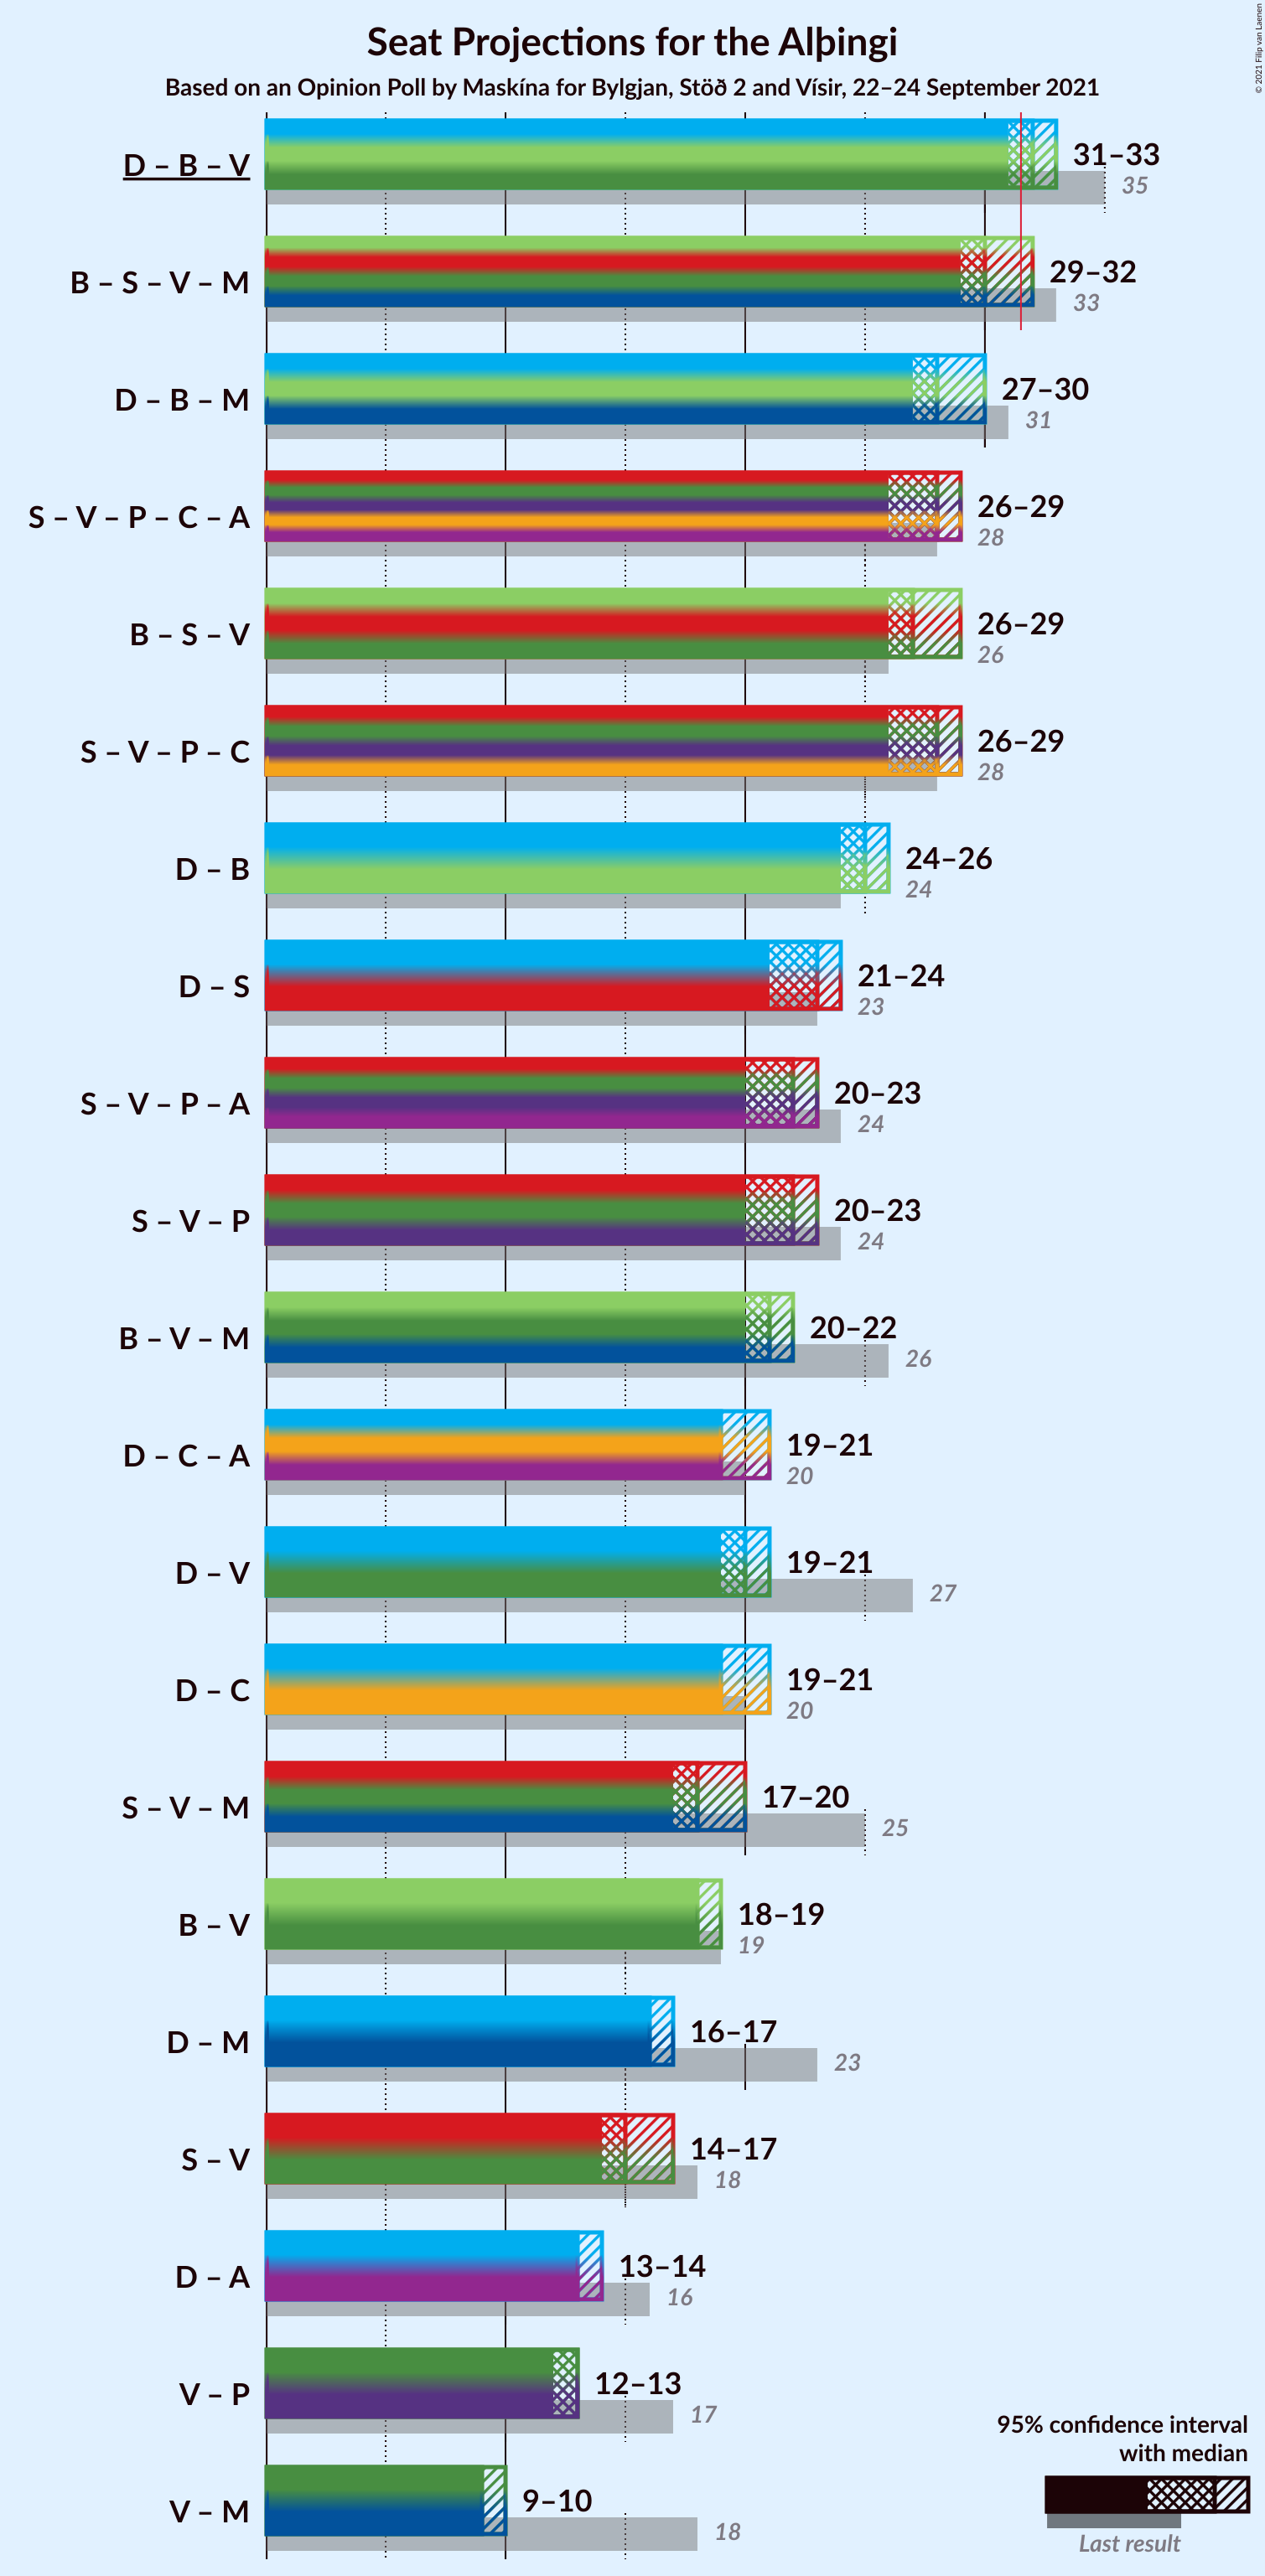 Seat Projections for the Alþingi
Based on an Opinion Poll by Maskína for Bylgjan, Stöð 2 and Vísir, 22–24 September 2021
© 2021 Filip van Laenen
D – B – V
31–33
35
B – S – V – M
29–32
33
D – B – M
27–30
31
S – V – P – C – A
26–29
28
B – S – V
26–29
26
S – V – P – C
26–29
28
D – B
24–26
24
D – S
21–24
23
S – V – P – A
20–23
24
S – V – P
20–23
24
B – V – M
20–22
26
D – C – A
19–21
20
D – V
19–21
27
D – C
19–21
20
S – V – M
17–20
25
B – V
18–19
19
D – M
16–17
23
S – V
14–17
18
D – A
13–14
16
V – P
12–13
17
V – M
9–10
18
95% confidence interval
with median
Last result